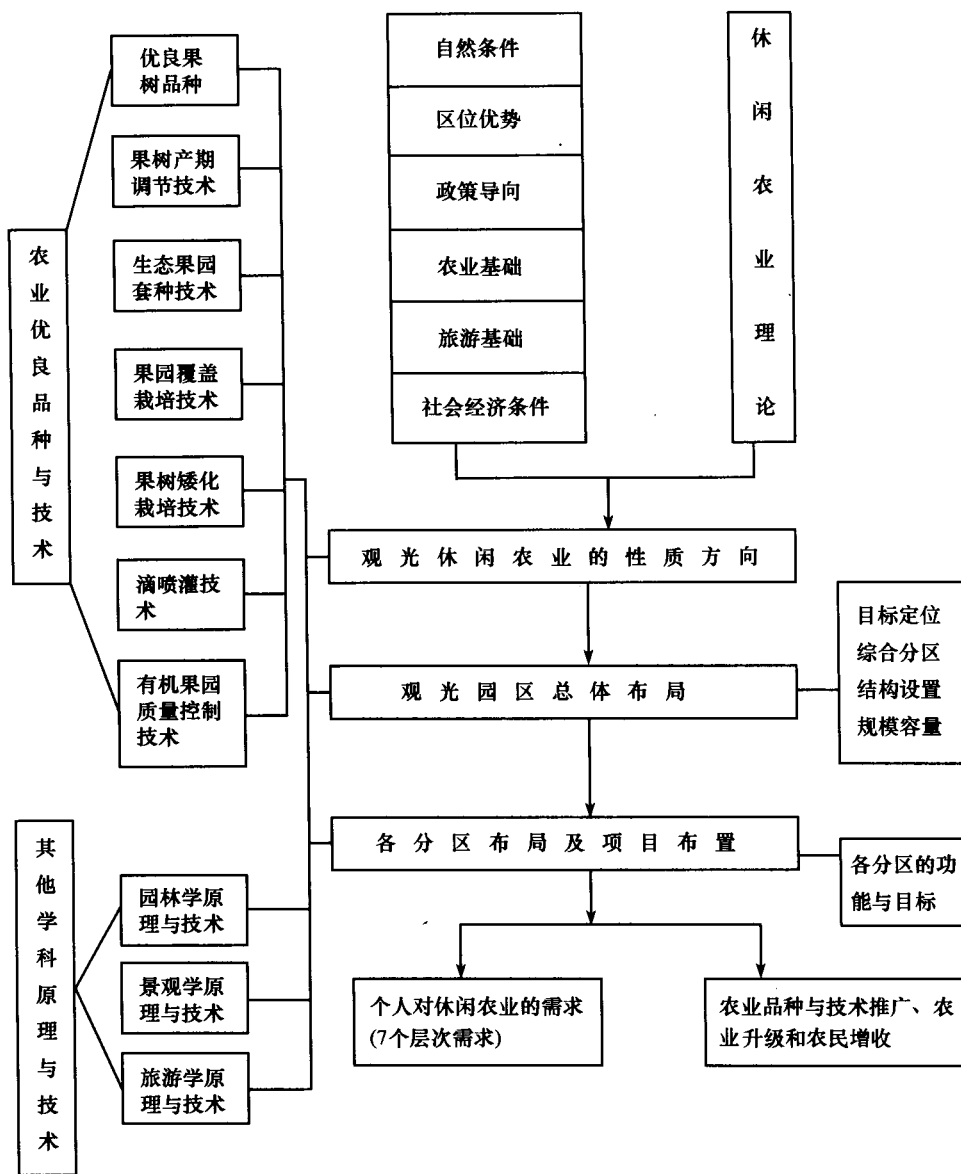 优良果
树品种
果树产期
调节技术
生态果园
套种技术
果园覆盖
栽培技术
果树矮化
栽培技术
滴喷灌技
术
有机果园
质量控制
技术
农业优良品种与技术
自然条件
区位优势
政策导向
农业基础
旅游基础
社会经济条件
休闲农业理论
观光休闲农业的性质方向
观光园区总体布局
目标定位
综合分区
结构设置
规模容量
各分区布局及项目布置
各分区的功
能与目标
其他学科原理与技术
园林学原
理与技术
景观学原
理与技术
旅游学原
理与技术
个人对休闲农业的需求
(7个层次需求)
农业品种与技术推广、农
业升级和农民增收